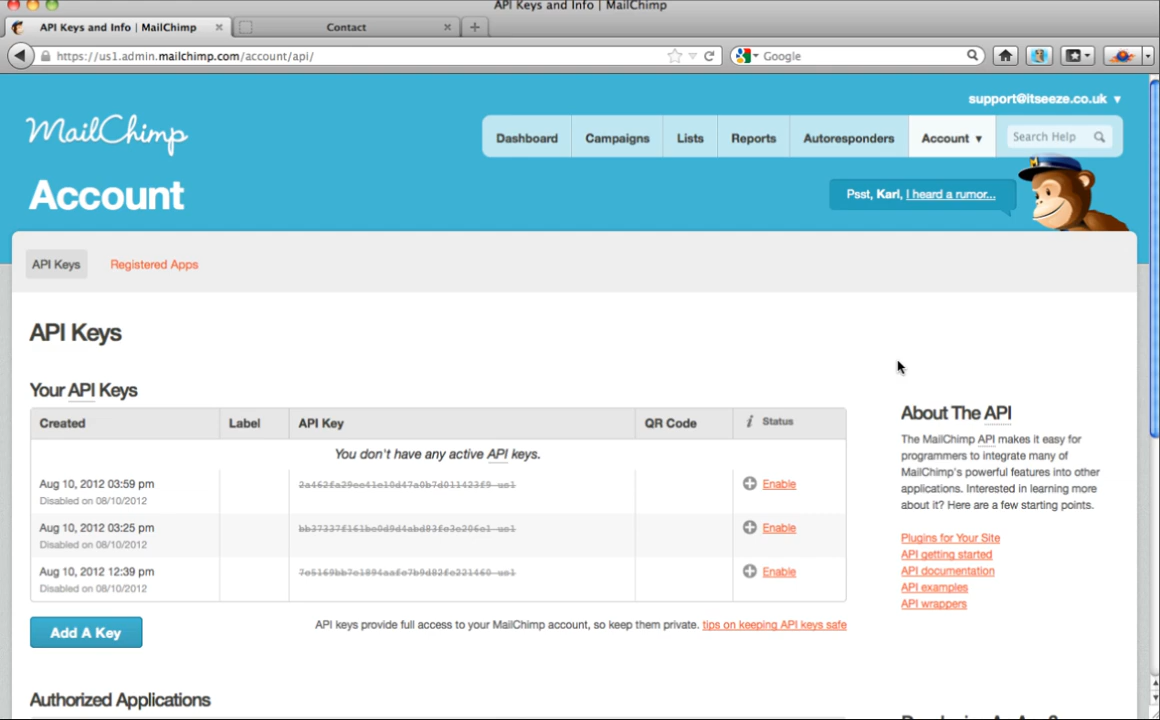 API Keys and Info | MailChimp
API Keys and Info | MailChimp
Contact
https://us1.admin.mailchimp.com/account/api/
Google
support@itseeze.co.uk ▼
MailChimp
Dashboard
Campaigns
Lists
Reports
Autoresponders
Account ▼
Search Help
Account
Psst, Karl, I heard a rumor...
API Keys
Registered Apps
API Keys
Your API Keys
Created
Label
API Key
QR Code
Status
You don't have any active API keys.
Aug 10, 2012 03:59 pm
Disabled on 08/10/2012
Enable
Aug 10, 2012 03:25 pm
Disabled on 08/10/2012
Enable
Aug 10, 2012 12:39 pm
Disabled on 08/10/2012
Enable
Add A Key
API keys provide full access to your MailChimp account, so keep them private. tips on keeping API keys safe
Authorized Applications
About The API
The MailChimp API makes it easy for
programmers to integrate many of
MailChimp's powerful features into other
applications. Interested in learning more
about it? Here are a few starting points.
Plugins for Your Site
API getting started
API documentation
API examples
API wrappers